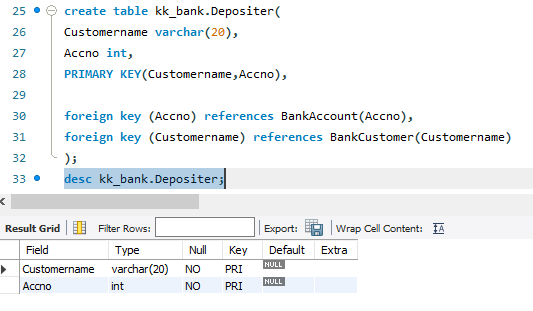 25 create table kk_bank.Depositer(
26 Customername varchar(20),
27 Accno int,
28 PRIMARY KEY(Customername,Accno),
29
30 foreign key (Accno) references BankAccount(Accno),
31 foreign key (Customername) references BankCustomer(Customername)
32 );
33 desc kk_bank.Depositer;
Result Grid Filter Rows: Export: Wrap Cell Content:
Field Type Null Key Default Extra
Customername varchar(20) NO PRI NULL
Accno int NO PRI NULL